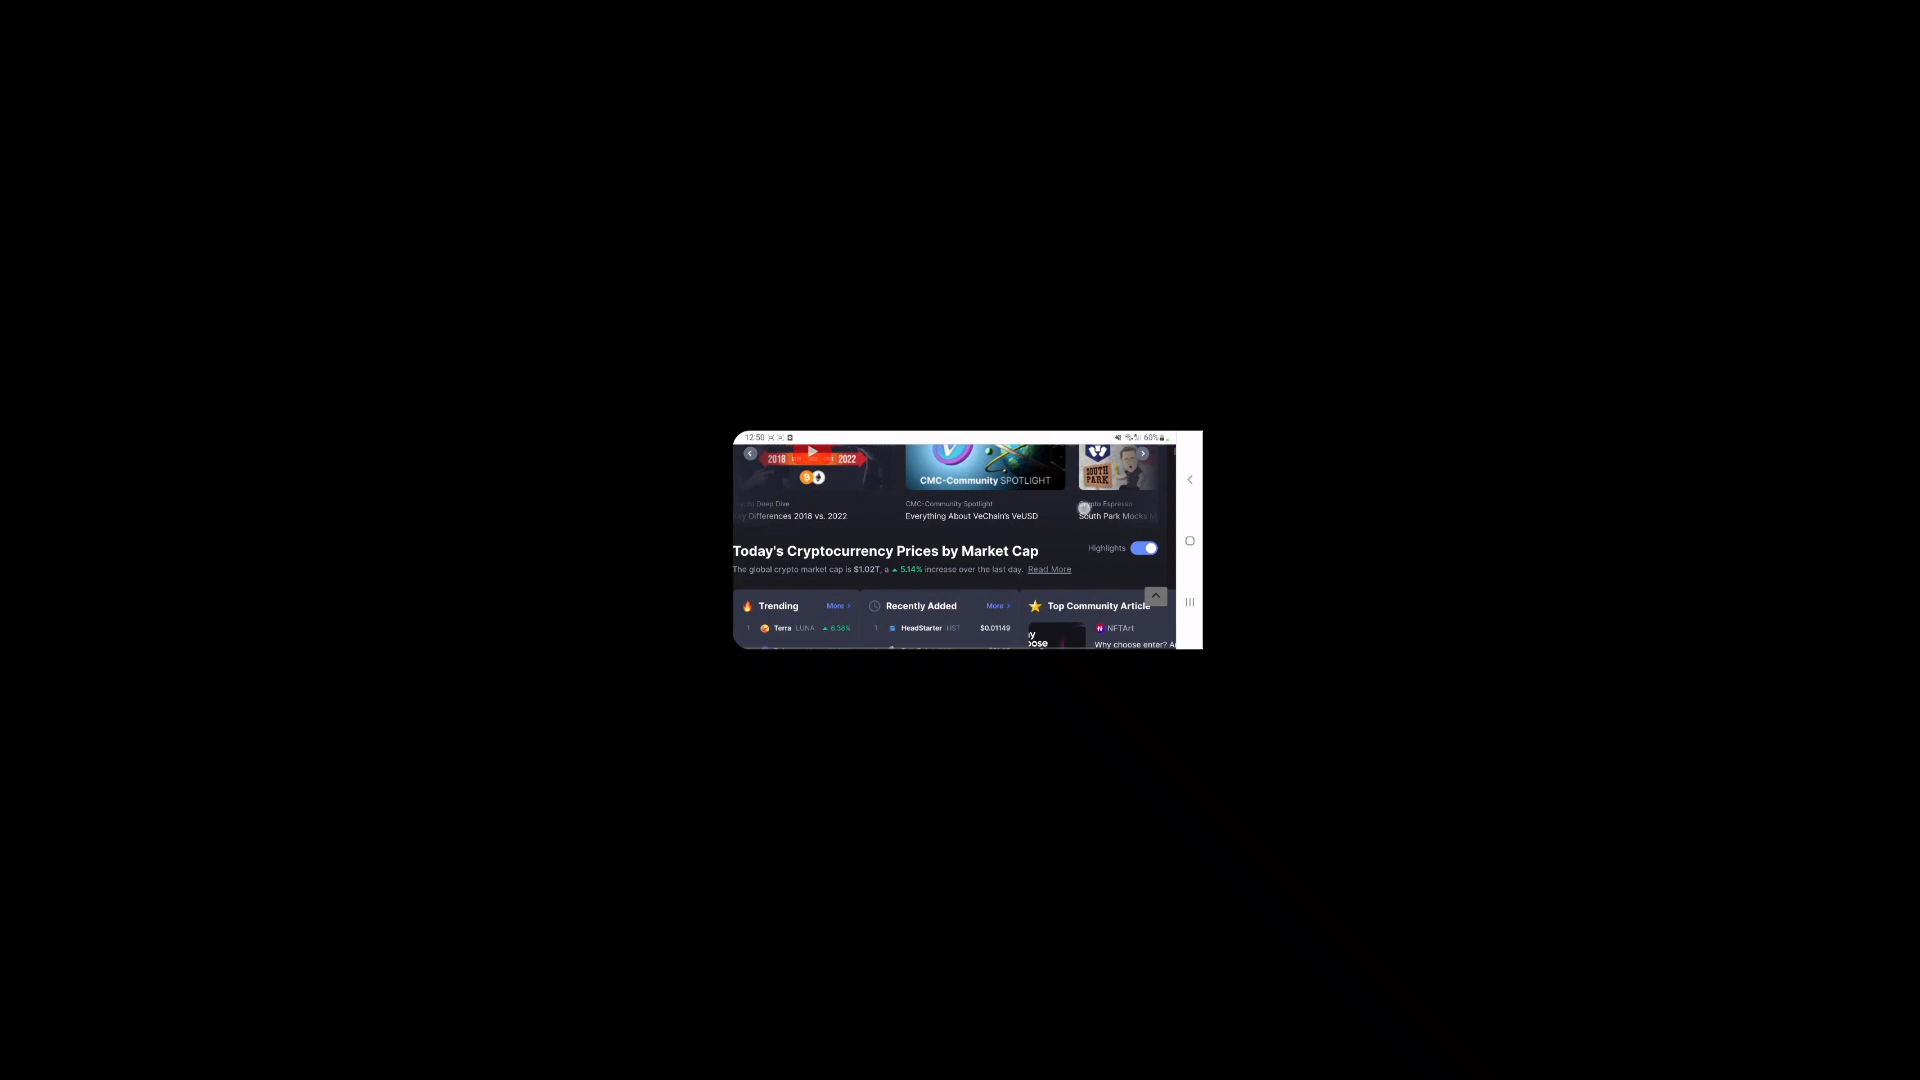 12:50
60%
2018 2022
CMC-Community SPOTLIGHT
SOUTH
PARK
Deep Dive
CMC-Community Spotlight
Espresso
Differences 2018 vs. 2022
Everything About VeChain's VeUSD
South Park Mocks M
Today's Cryptocurrency Prices by Market Cap
Highlights
The global crypto market cap is $1.02T, a 5.14% increase over the last day. Read More
Trending More
Recently Added More
Top Community Article
1 Terra LUNA 6.38%
1 HeadStarter HST $0.01149
NFTArt
Why choose enter?